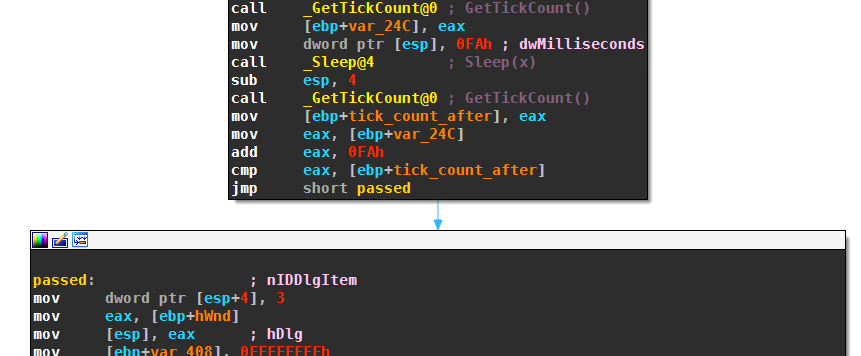 call    _GetTickCount@0 ; GetTickCount()
mov     [ebp+var_24C], eax
mov     dword ptr [esp], 0FAh ; dwMilliseconds
call    _Sleep@4        ; Sleep(x)
sub     esp, 4
call    _GetTickCount@0 ; GetTickCount()
mov     [ebp+tick_count_after], eax
mov     eax, [ebp+var_24C]
add     eax, 0FAh
cmp     eax, [ebp+tick_count_after]
jmp     short passed
passed:                 ; nIDDlgItem
mov     dword ptr [esp+4], 3
mov     eax, [ebp+hWnd]
mov     [esp], eax      ; hDlg
mov     [ebp+var_408], 0FFFFFFFFh